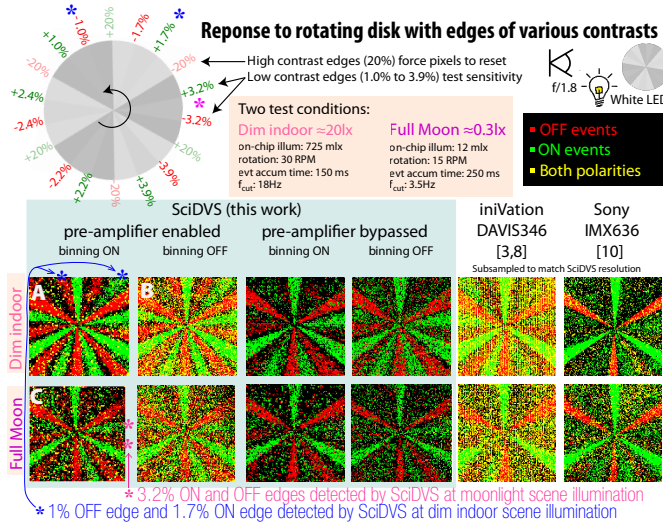 Reponse to rotating disk with edges of various contrasts
*
-1.0%
+20%
-1.7%
*
+1.7%
+1.0%
-20%
-20%
+2.4%
+3.2%
*
-2.4%
-3.2%
+20%
+20%
-2.2%
+2.2%
-20%
+3.9%
-3.9%
High contrast edges (20%) force pixels to reset
Low contrast edges (1.0% to 3.9%) test sensitivity
f/1.8
White LED
Two test conditions:
Dim indoor ≈20lx
on-chip illum: 725 mlx
rotation: 30 RPM
evt accum time: 150 ms
fcut: 18Hz
Full Moon ≈0.3lx
on-chip illum: 12 mlx
rotation: 15 RPM
evt accum time: 250 ms
fcut: 3.5Hz
OFF events
ON events
Both polarities
SciDVS (this work)
pre-amplifier enabled
binning ON binning OFF
pre-amplifier bypassed
binning ON binning OFF
iniVation
DAVIS346
[3,8]
Sony
IMX636
[10]
Subsampled to match SciDVS resolution
* *
Dim indoor
A
B
Full Moon
C
*
*
* 3.2% ON and OFF edges detected by SciDVS at moonlight scene illumination
* 1% OFF edge and 1.7% ON edge detected by SciDVS at dim indoor scene illumination